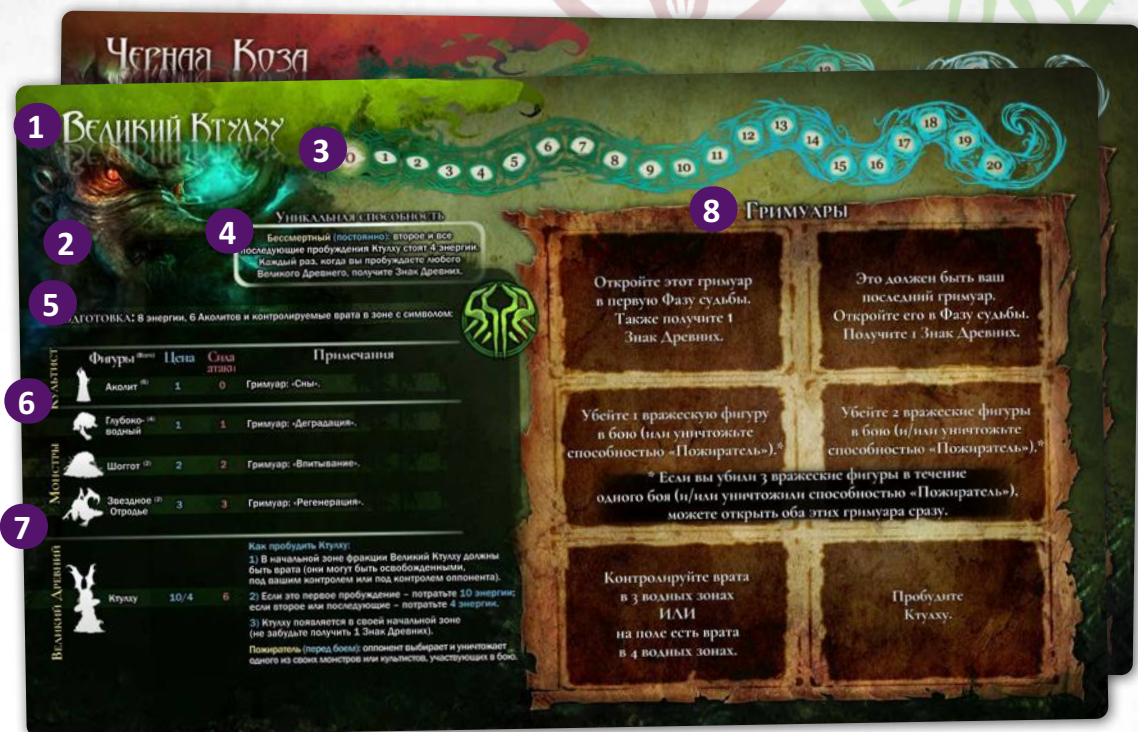 Черная Коза
12
1
Великий Ктулху
3
0 1 2 3 4 5 6 7 8 9 10 11 12 13 14 15 16 17 18 19 20
2
4
Уникальная способность
Бессмертный (постоянно): второе и все
последующие пробуждения Ктулху стоят 4 энергии.
Каждый раз, когда вы пробуждаете любого
Великого Древнего, получите Знак Древних.
5
ПОДГОТОВКА: 8 энергии, 6 Аколитов и контролируемые врата в зоне с символом:
Фигуры (Всего) Цена Сила атаки Примечания
6
Культист
Аколит (6) 1 0 Гримуар: «Сны».
Монстры
Глубоко-водный (4) 1 1 Гримуар: «Деградация».
Шоггот (2) 2 2 Гримуар: «Впитывание».
Звездное (2)
Отродье 3 3 Гримуар: «Регенерация».
7
Великий Древний
Ктулху 10/4 6
Как пробудить Ктулху:
1) В начальной зоне фракции Великий Ктулху должны
быть врата (они могут быть освобожденными,
под вашим контролем или под контролем оппонента).
2) Если это первое пробуждение – потратьте 10 энергии;
если второе или последующие – потратьте 4 энергии.
3) Ктулху появляется в своей начальной зоне
(не забудьте получить 1 Знак Древних).
Пожиратель (перед боем): оппонент выбирает и уничтожает
одного из своих монстров или культистов, участвующих в бою.
8
Гримуары
Откройте этот гримуар
в первую Фазу судьбы.
Также получите 1
Знак Древних.
Это должен быть ваш
последний гримуар.
Откройте его в Фазу судьбы.
Получите 1 Знак Древних.
Убейте 1 вражескую фигуру
в бою (или уничтожьте
способностью «Пожиратель»).*
Убейте 2 вражеские фигуры
в бою (и/или уничтожьте
способностью «Пожиратель»).*
* Если вы убили 3 вражеские фигуры в течение
одного боя (и/или уничтожили способностью «Пожиратель»),
можете открыть оба этих гримуара сразу.
Контролируйте врата
в 3 водных зонах
ИЛИ
на поле есть врата
в 4 водных зонах.
Пробудите
Ктулху.